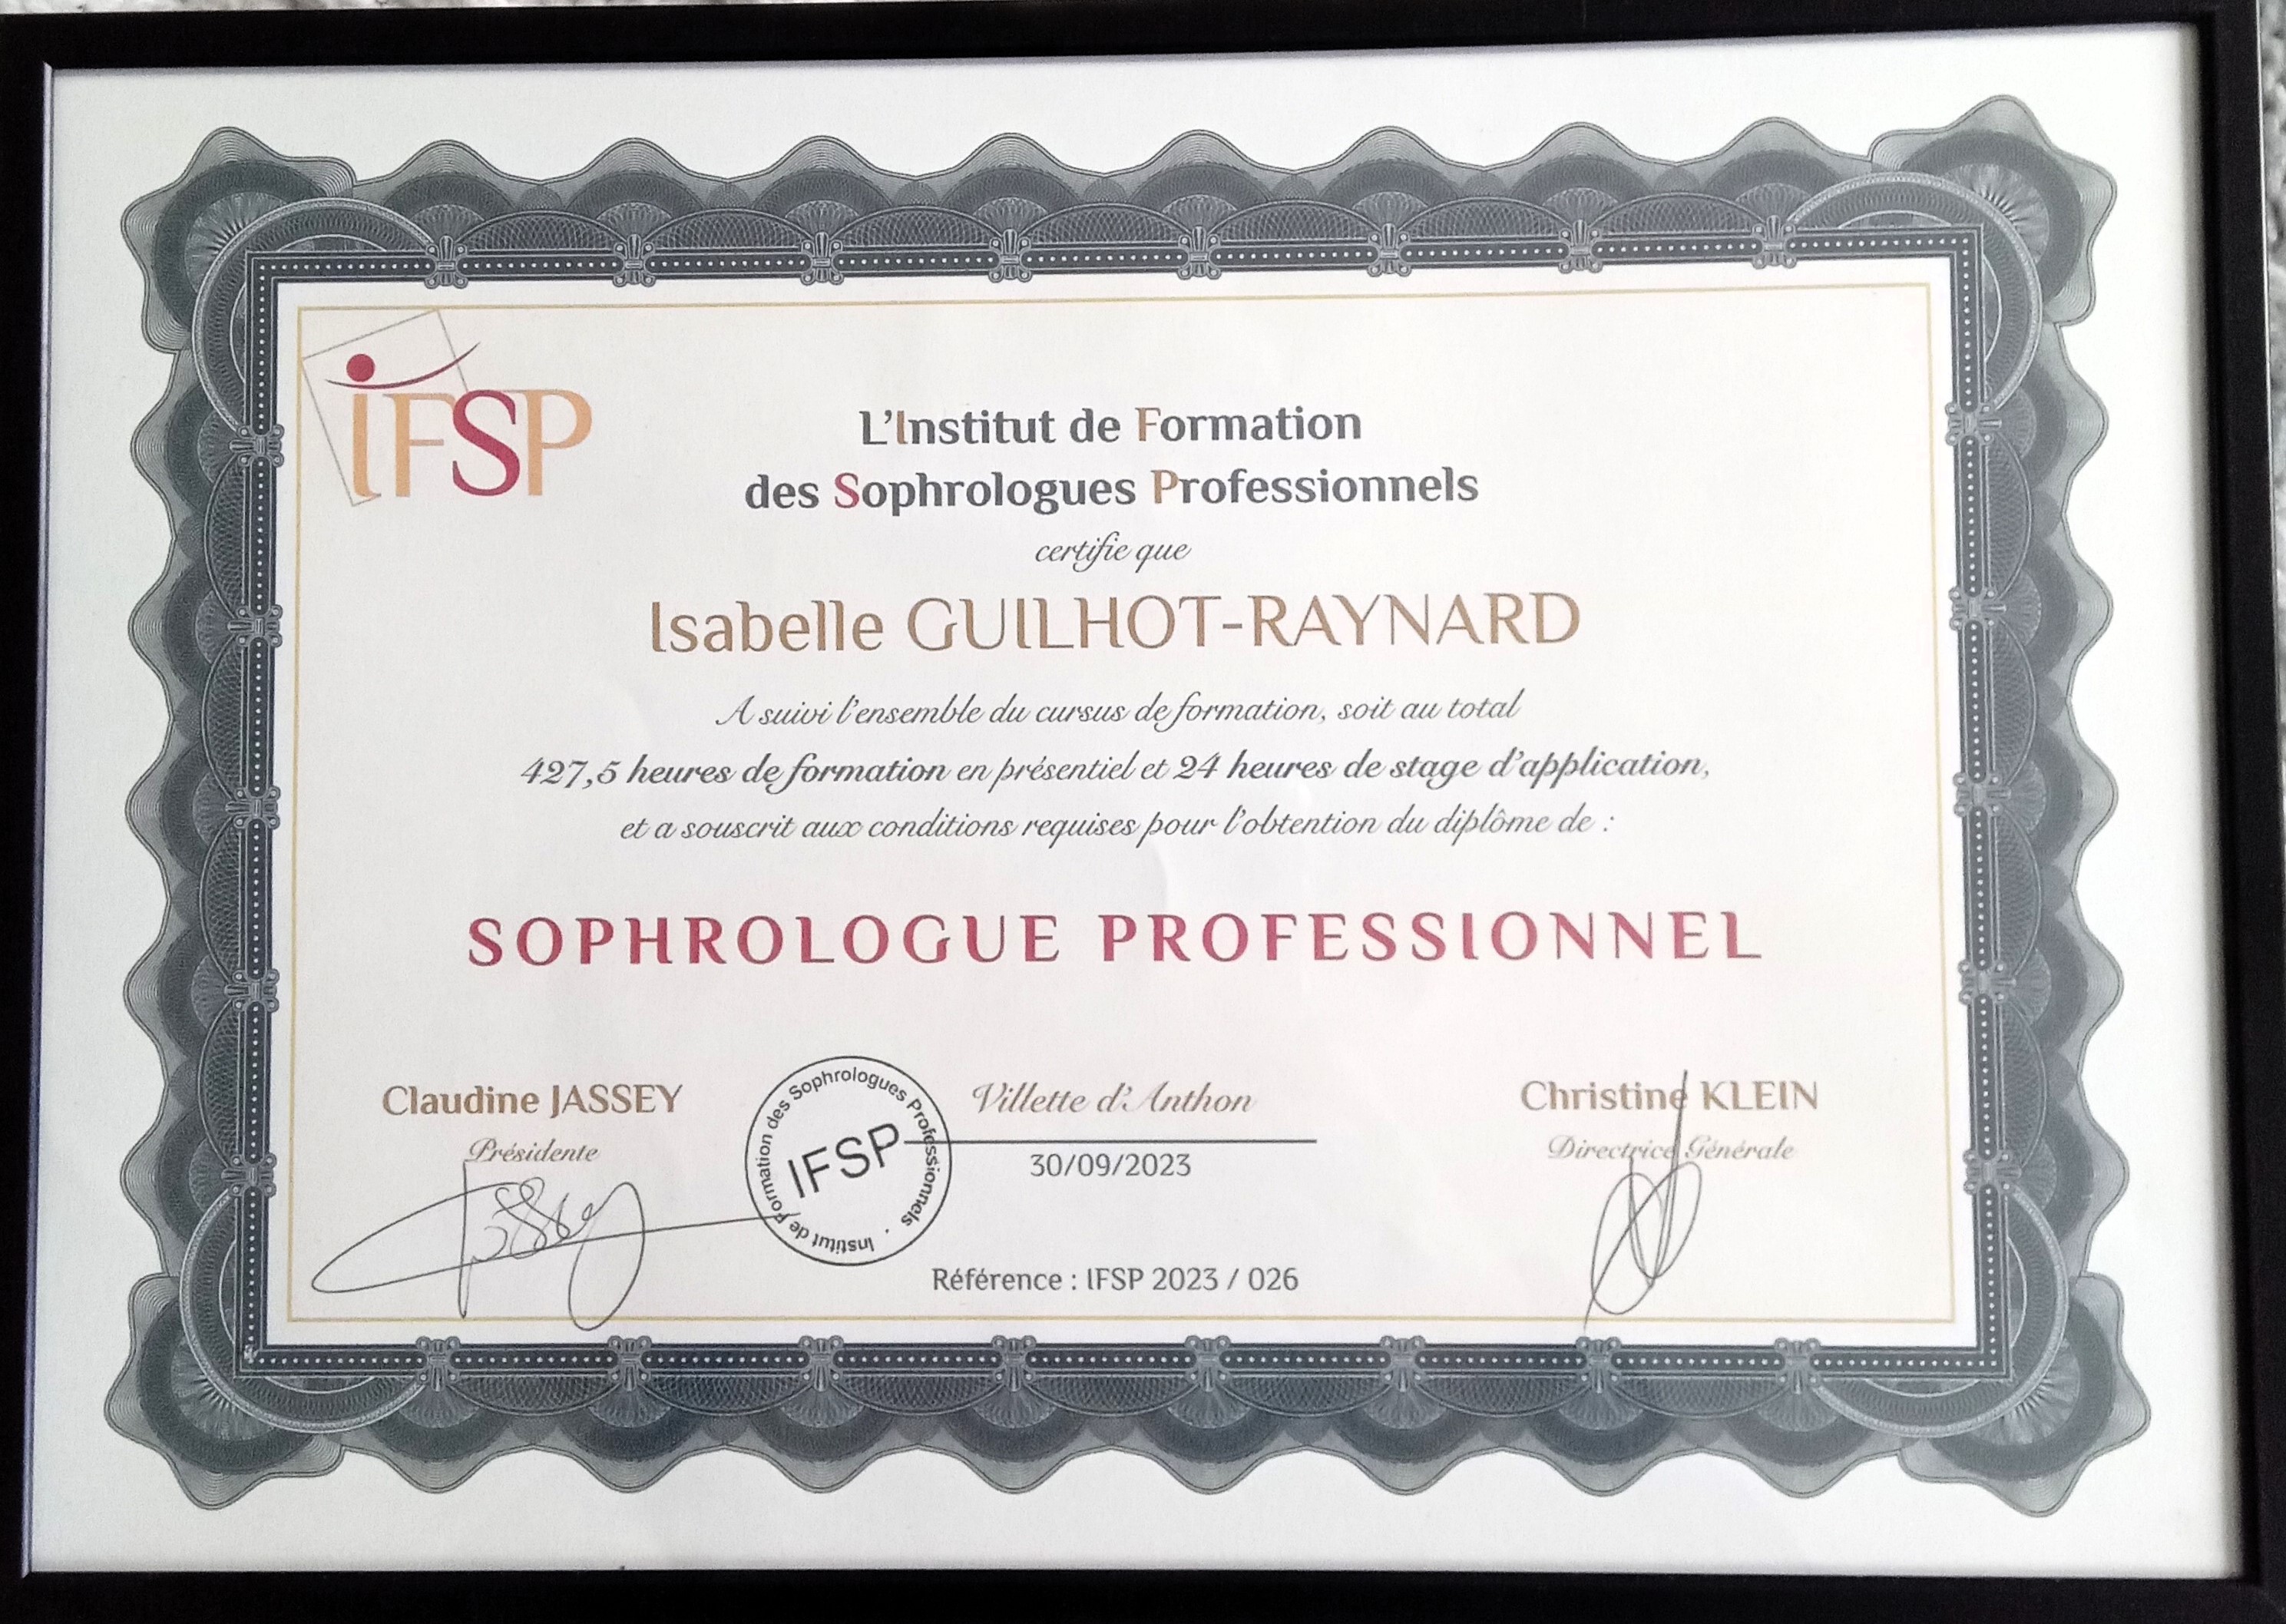 IFSP
L'Institut de Formation
des Sophrologues Professionnels
certifie que
Isabelle GUILHOT-RAYNARD
A suivi l'ensemble du cursus de formation, soit au total
427,5 heures de formation en présentiel et 24 heures de stage d'application,
et a souscrit aux conditions requises pour l'obtention du diplôme de :
SOPHROLOGUE PROFESSIONNEL
Claudine JASSEY
Présidente
Institut de Formation des Sophrologues Professionnels .
IFSP
Villette d'Anthon
30/09/2023
Référence : IFSP 2023 / 026
Christine KLEIN
Directrice Générale